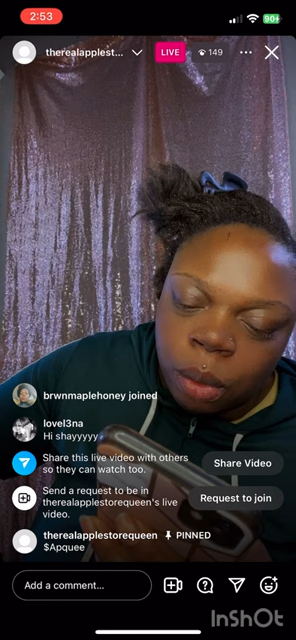 2:53
90+
therealapplest...
LIVE
149
brwnmaplehoney joined
lovel3na
Hi shayyyyy
Share this live video with others
so they can watch too.
Share Video
Send a request to be in
therealapplestorequeen's live
video.
Request to join
therealapplestorequeen PINNED
$Apquee
Add a comment...
InShOt